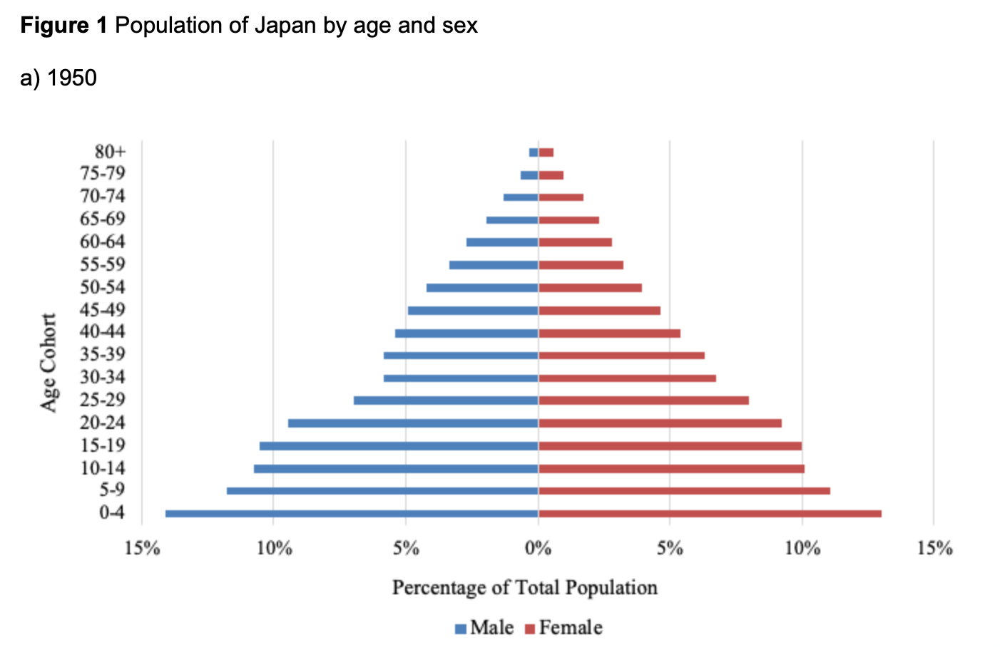 Figure 1 Population of Japan by age and sex
a) 1950
80+
75-79
70-74
65-69
60-64
55-59
50-54
45-49
40-44
35-39
30-34
25-29
20-24
15-19
10-14
5-9
0-4
Age Cohort
15% 10% 5% 0% 5% 10% 15%
Percentage of Total Population
Male Female